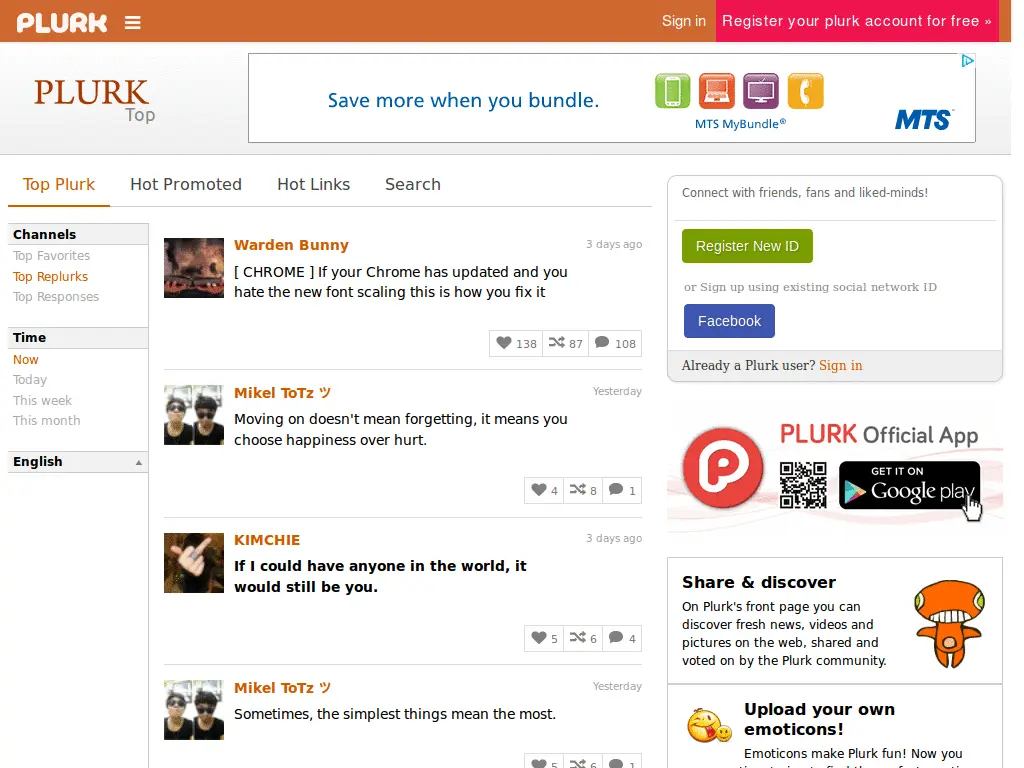 PLURK
Sign in
Register your plurk account for free »
PLURK
Top
Save more when you bundle.
MTS MyBundle®
MTS™
Top Plurk
Hot Promoted
Hot Links
Search
Channels
Top Favorites
Top Replurks
Top Responses
Time
Now
Today
This week
This month
English
Warden Bunny
3 days ago
[ CHROME ] If your Chrome has updated and you
hate the new font scaling this is how you fix it
138
87
108
Mikel ToTz ツ
Yesterday
Moving on doesn't mean forgetting, it means you
choose happiness over hurt.
4
8
1
KIMCHIE
3 days ago
If I could have anyone in the world, it
would still be you.
5
6
4
Mikel ToTz ツ
Yesterday
Sometimes, the simplest things mean the most.
5
6
1
Connect with friends, fans and liked-minds!
Register New ID
or Sign up using existing social network ID
Facebook
Already a Plurk user? Sign in
PLURK Official App
GET IT ON
Google play
Share & discover
On Plurk's front page you can
discover fresh news, videos and
pictures on the web, shared and
voted on by the Plurk community.
Upload your own
emoticons!
Emoticons make Plurk fun! Now you